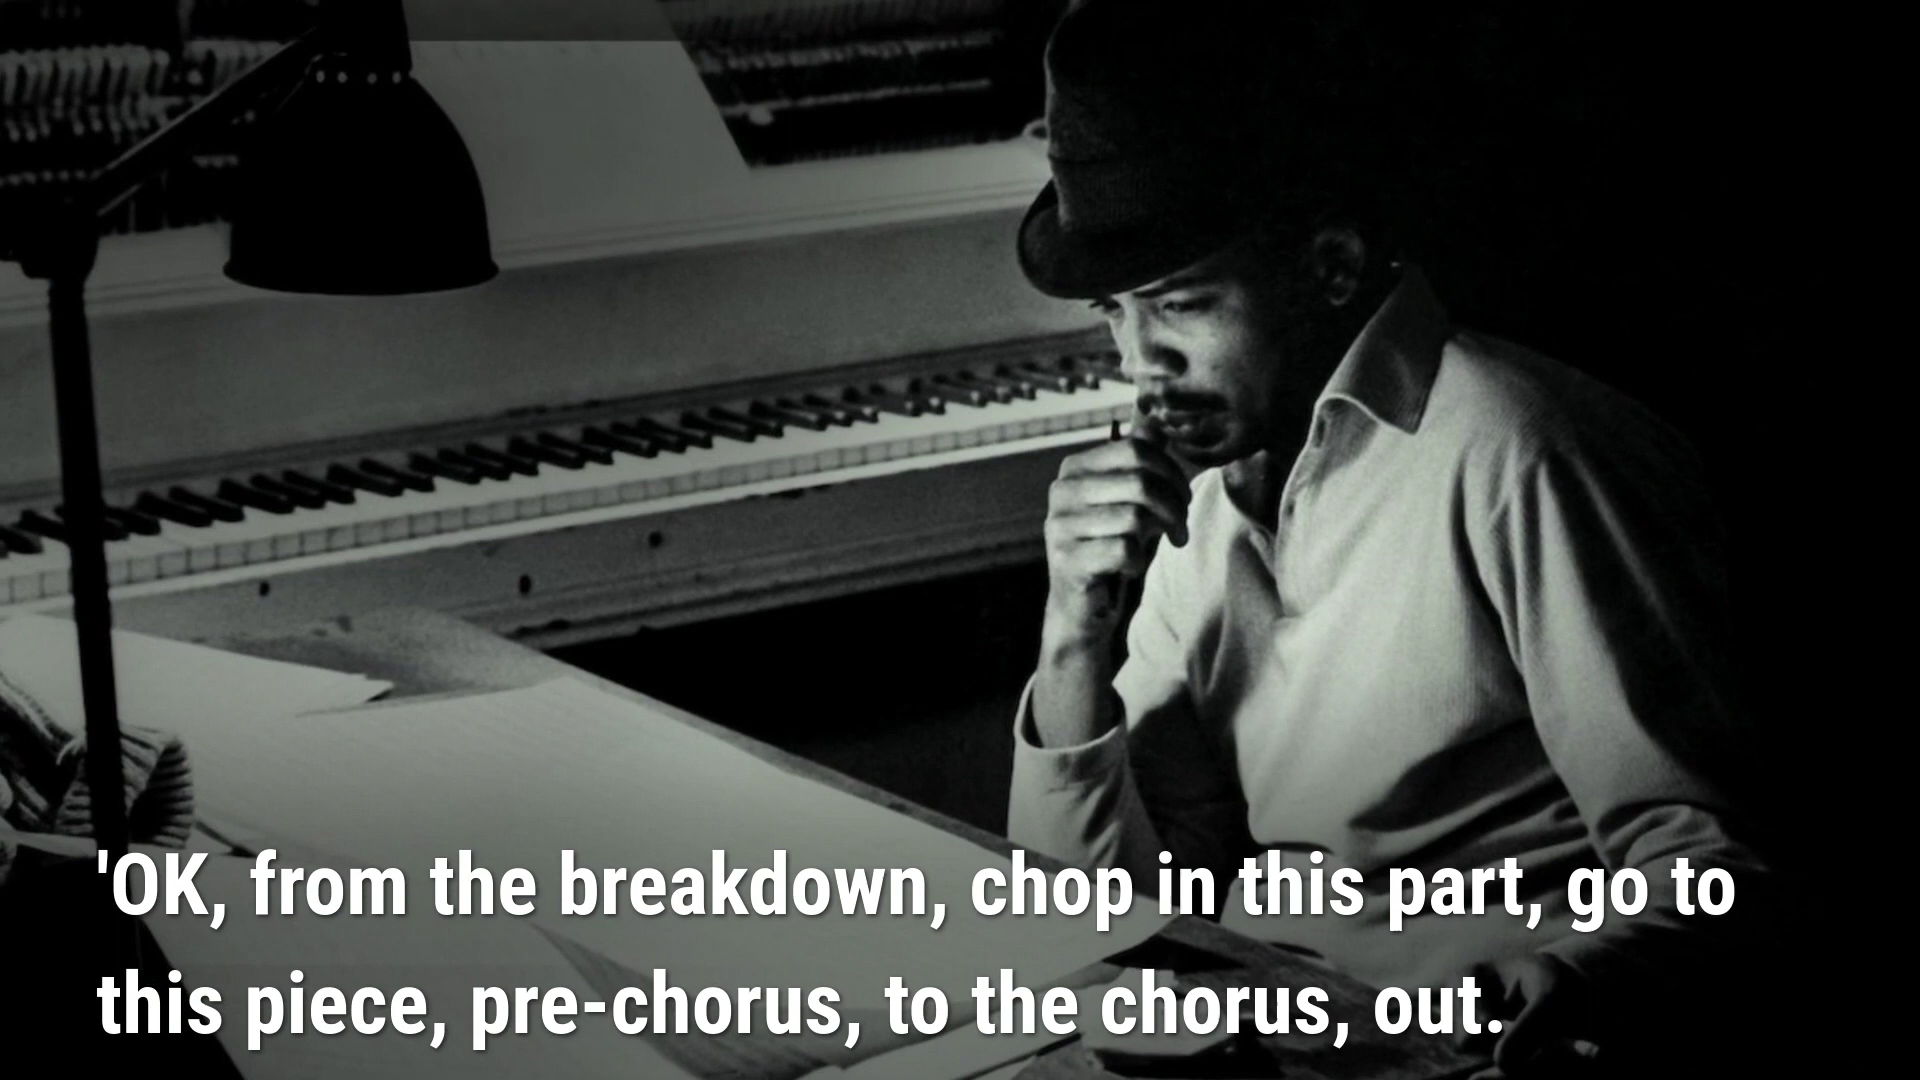 'OK, from the breakdown, chop in this part, go to
this piece, pre-chorus, to the chorus, out.